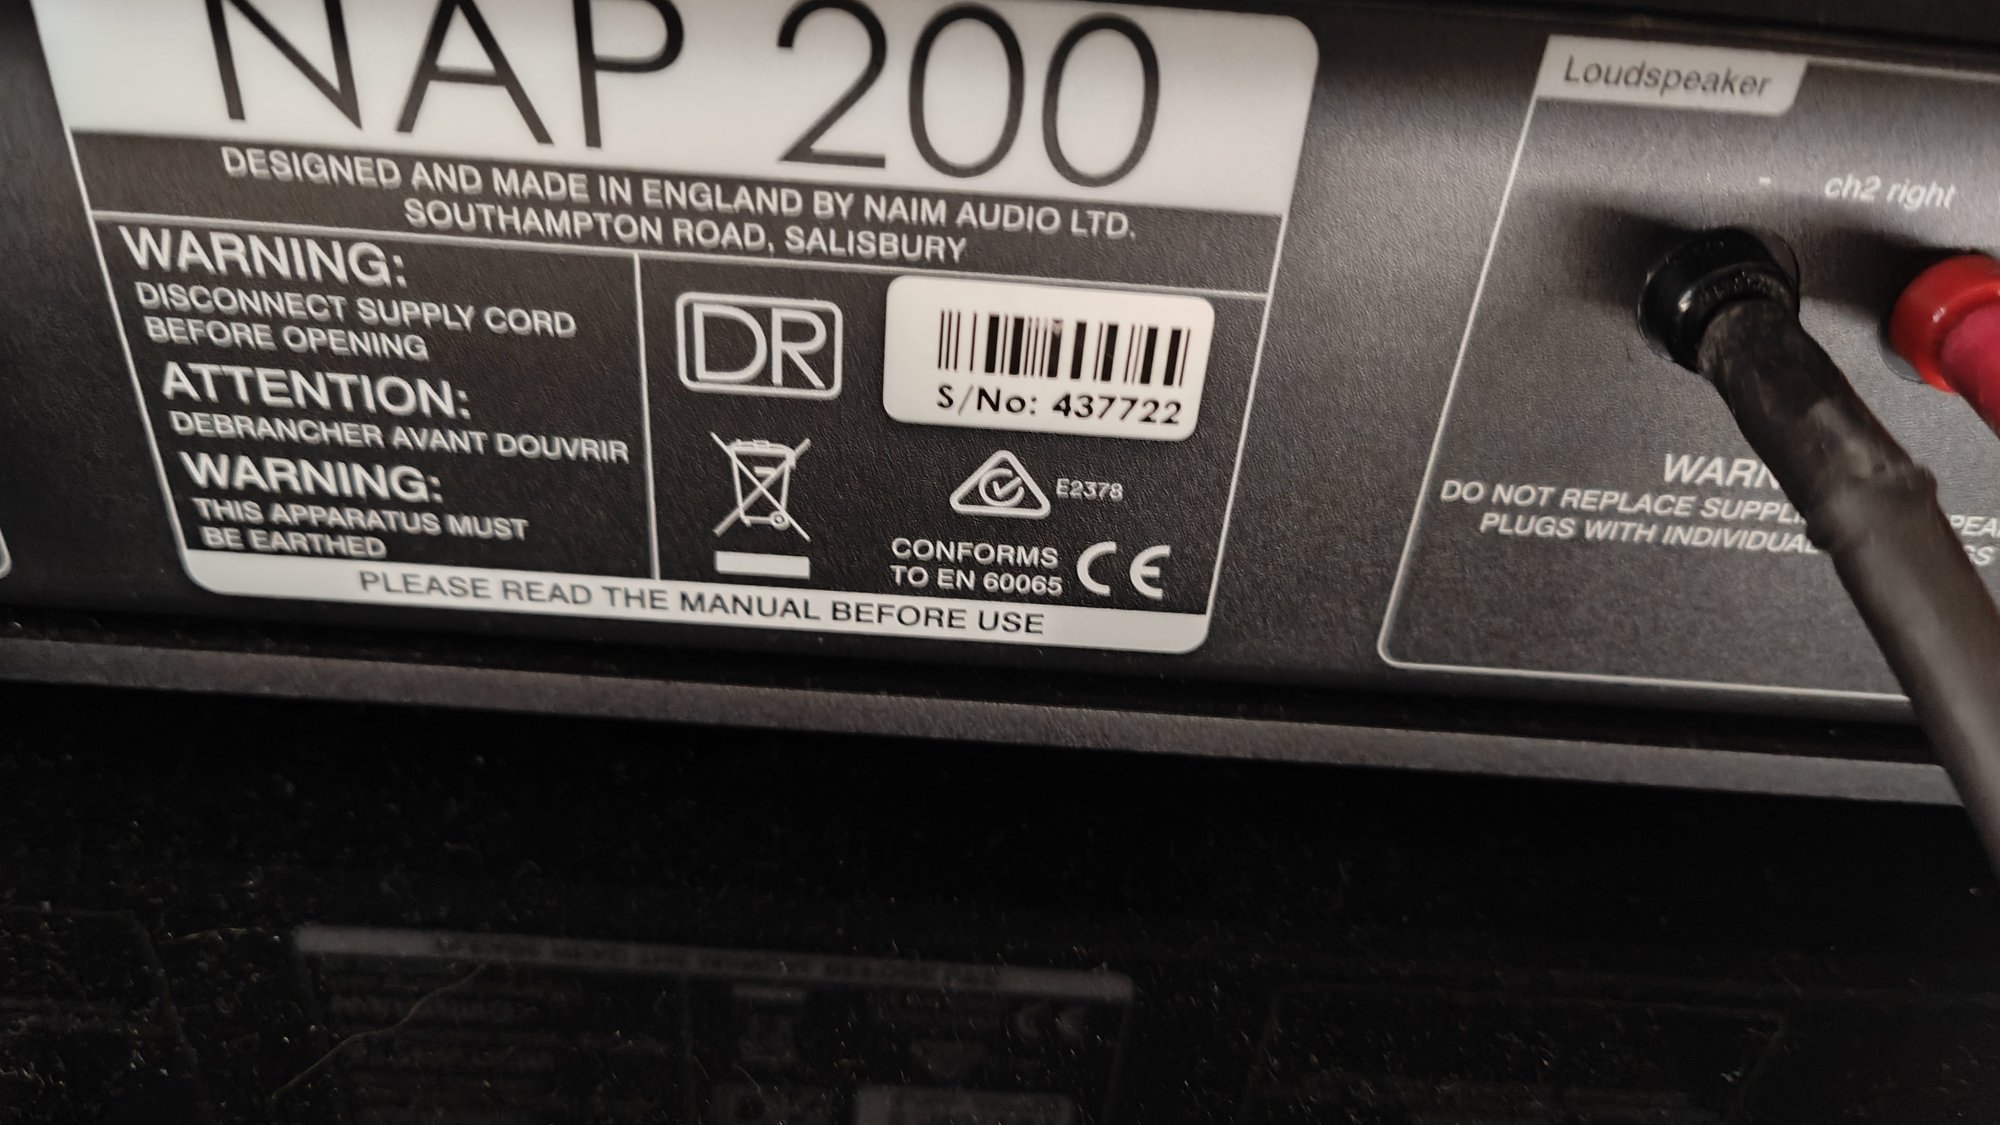 NAP 200
DESIGNED AND MADE IN ENGLAND BY NAIM AUDIO LTD.
SOUTHAMPTON ROAD, SALISBURY
WARNING:
DISCONNECT SUPPLY CORD
BEFORE OPENING
ATTENTION:
DEBRANCHER AVANT DOUVRIR
WARNING:
THIS APPARATUS MUST
BE EARTHED
DR
S/No: 437722
E2378
CONFORMS
TO EN 60065
CE
PLEASE READ THE MANUAL BEFORE USE
Loudspeaker
- ch2 right
WARN
DO NOT REPLACE SUPPLI
PLUGS WITH INDIVIDUAL